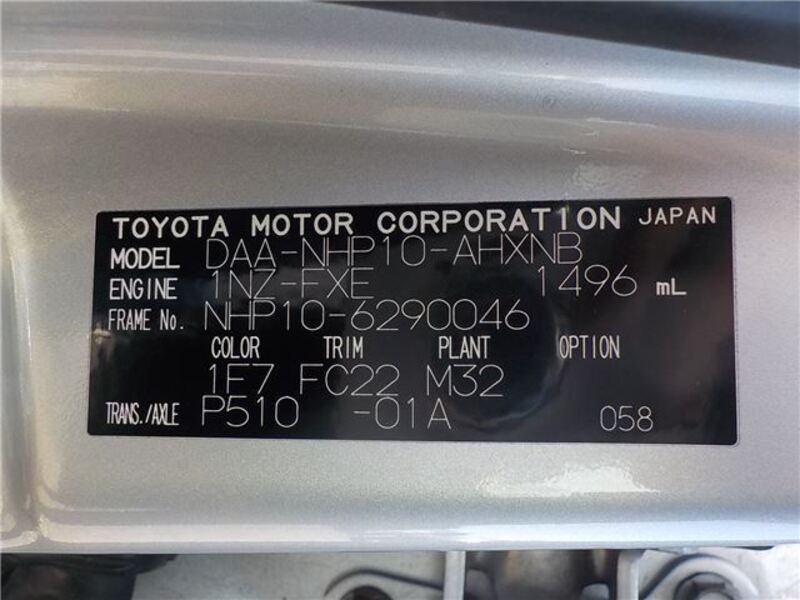 TOYOTA MOTOR CORPORATION JAPAN
MODEL DAA-NHP10-AHXNB
ENGINE 1NZ-FXE 1496 mL
FRAME No. NHP10-6290046
COLOR TRIM PLANT OPTION
1F7 FC22 M32
TRANS./AXLE P510 -01A 058